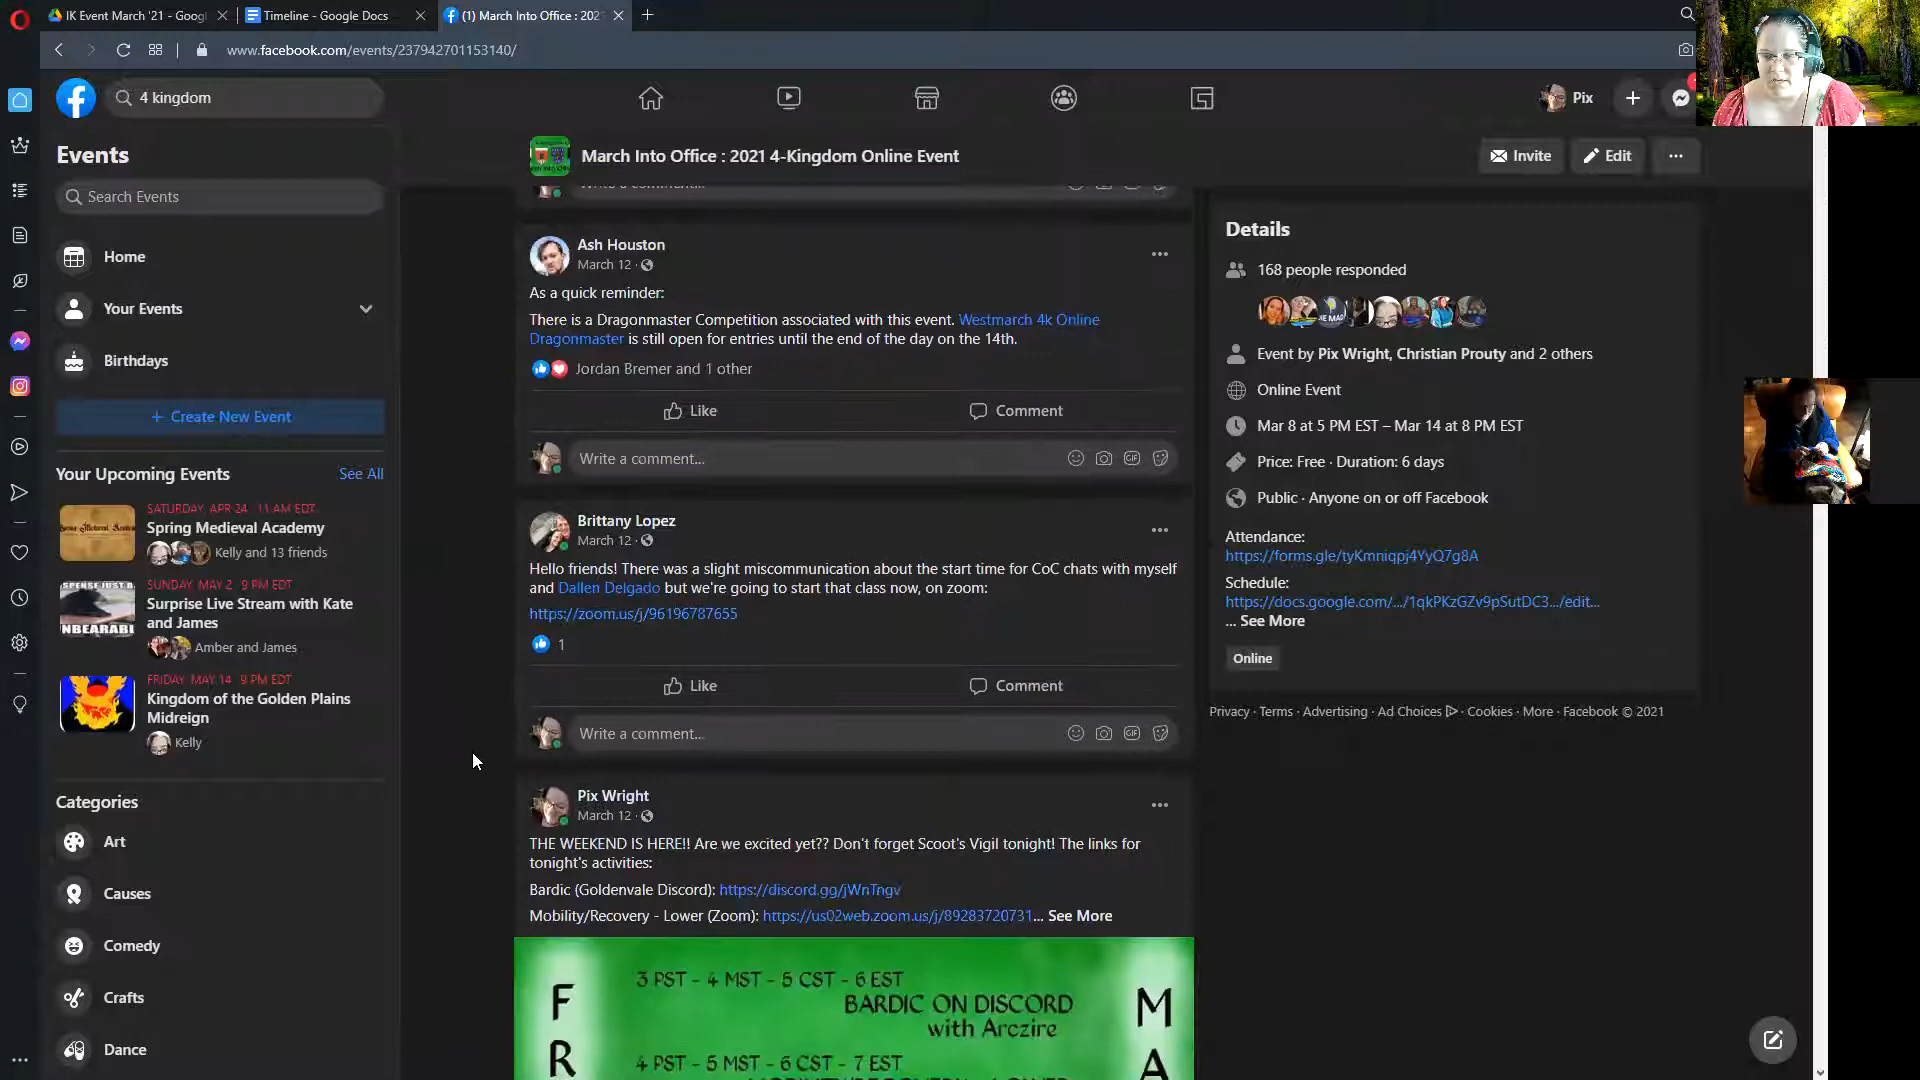 IK Event March '21 - Googl
Timeline - Google Docs
(1) March Into Office : 202
www.facebook.com/events/237942701153140/
4 kingdom
Pix
Events
Search Events
Home
Your Events
Birthdays
+ Create New Event
Your Upcoming Events
See All
SATURDAY, APR 24 · 11 AM EDT
Spring Medieval Academy
Kelly and 13 friends
SUNDAY, MAY 2 · 9 PM EDT
Surprise Live Stream with Kate
and James
NBEARABL
Amber and James
FRIDAY, MAY 14 · 9 PM EDT
Kingdom of the Golden Plains
Midreign
Kelly
Categories
Art
Causes
Comedy
Crafts
Dance
March Into Office : 2021 4-Kingdom Online Event
Invite
Edit
Write a comment...
Ash Houston
March 12 ·
As a quick reminder:
There is a Dragonmaster Competition associated with this event. Westmarch 4k Online
Dragonmaster is still open for entries until the end of the day on the 14th.
Jordan Bremer and 1 other
Like
Comment
Write a comment...
GIF
Brittany Lopez
March 12 ·
Hello friends! There was a slight miscommunication about the start time for CoC chats with myself
and Dallen Delgado but we're going to start that class now, on zoom:
https://zoom.us/j/96196787655
1
Like
Comment
Write a comment...
GIF
Pix Wright
March 12 ·
THE WEEKEND IS HERE!! Are we excited yet?? Don't forget Scoot's Vigil tonight! The links for
tonight's activities:
Bardic (Goldenvale Discord): https://discord.gg/jWnTngv
Mobility/Recovery - Lower (Zoom): https://us02web.zoom.us/j/89283720731... See More
F
R
3 PST - 4 MST - 5 CST - 6 EST
BARDIC ON DISCORD
with Arczire
4 PST - 5 MST - 6 CST - 7 EST
M
A
Details
168 people responded
Event by Pix Wright, Christian Prouty and 2 others
Online Event
Mar 8 at 5 PM EST – Mar 14 at 8 PM EST
Price: Free · Duration: 6 days
Public · Anyone on or off Facebook
Attendance:
https://forms.gle/tyKmniqpj4YyQ7g8A
Schedule:
https://docs.google.com/.../1qkPKzGZv9pSutDC3.../edit...
... See More
Online
Privacy · Terms · Advertising · Ad Choices · Cookies · More · Facebook © 2021